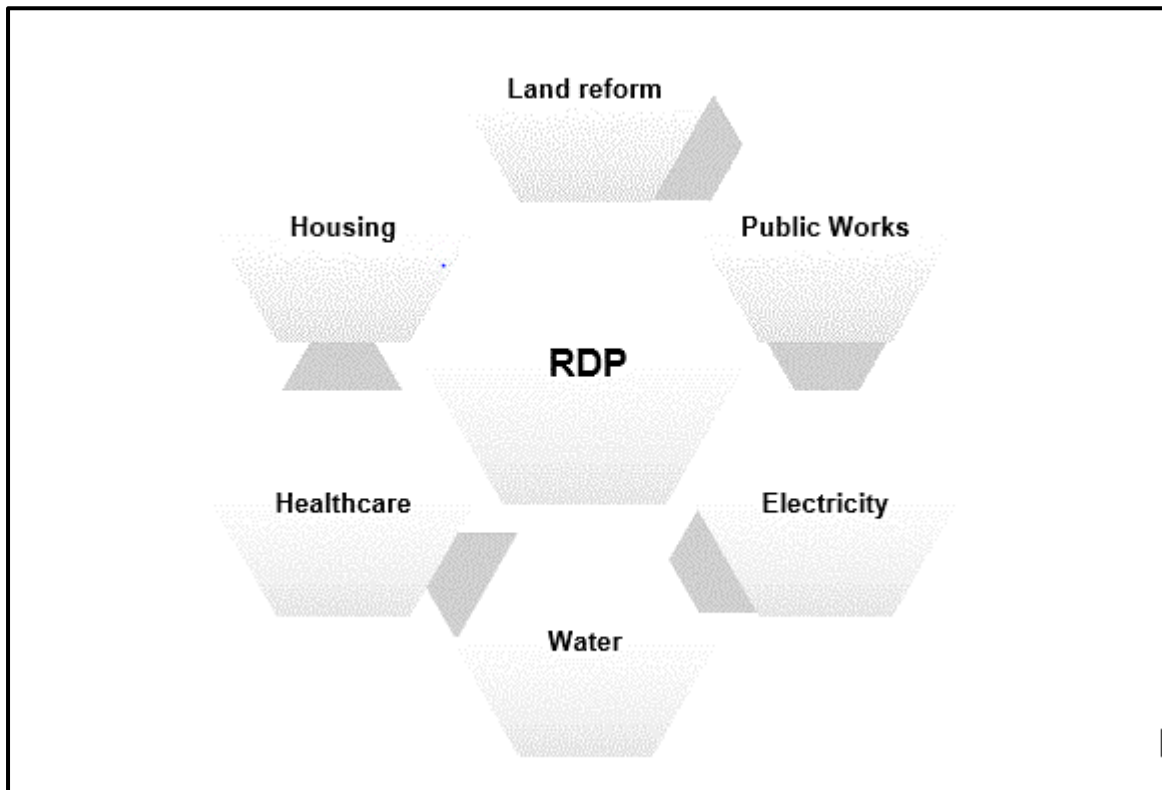 Land reform
Housing
Public Works
RDP
Healthcare
Electricity
Water